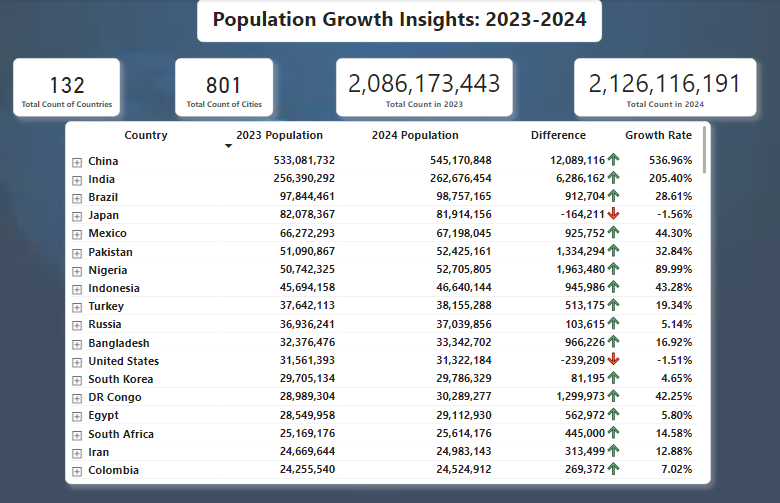 Population Growth Insights: 2023-2024
132 801 2,086,173,443 2,126,116,191
Total Count of Countries Total Count of Cities Total Count in 2023 Total Count in 2024
Country 2023 Population 2024 Population Difference Growth Rate
China 533,081,732 545,170,848 12,089,116 536.96%
India 256,390,292 262,676,454 6,286,162 205.40%
Brazil 97,844,461 98,757,165 912,704 28.61%
Japan 82,078,367 81,914,156 -164,211 -1.56%
Mexico 66,272,293 67,198,045 925,752 44.30%
Pakistan 51,090,867 52,425,161 1,334,294 32.84%
Nigeria 50,742,325 52,705,805 1,963,480 89.99%
Indonesia 45,694,158 46,640,144 945,986 43.28%
Turkey 37,642,113 38,155,288 513,175 19.34%
Russia 36,936,241 37,039,856 103,615 5.14%
Bangladesh 32,376,476 33,342,702 966,226 16.92%
United States 31,561,393 31,322,184 -239,209 -1.51%
South Korea 29,705,134 29,786,329 81,195 4.65%
DR Congo 28,989,304 30,289,277 1,299,973 42.25%
Egypt 28,549,958 29,112,930 562,972 5.80%
South Africa 25,169,176 25,614,176 445,000 14.58%
Iran 24,669,644 24,983,143 313,499 12.88%
Colombia 24,255,540 24,524,912 269,372 7.02%